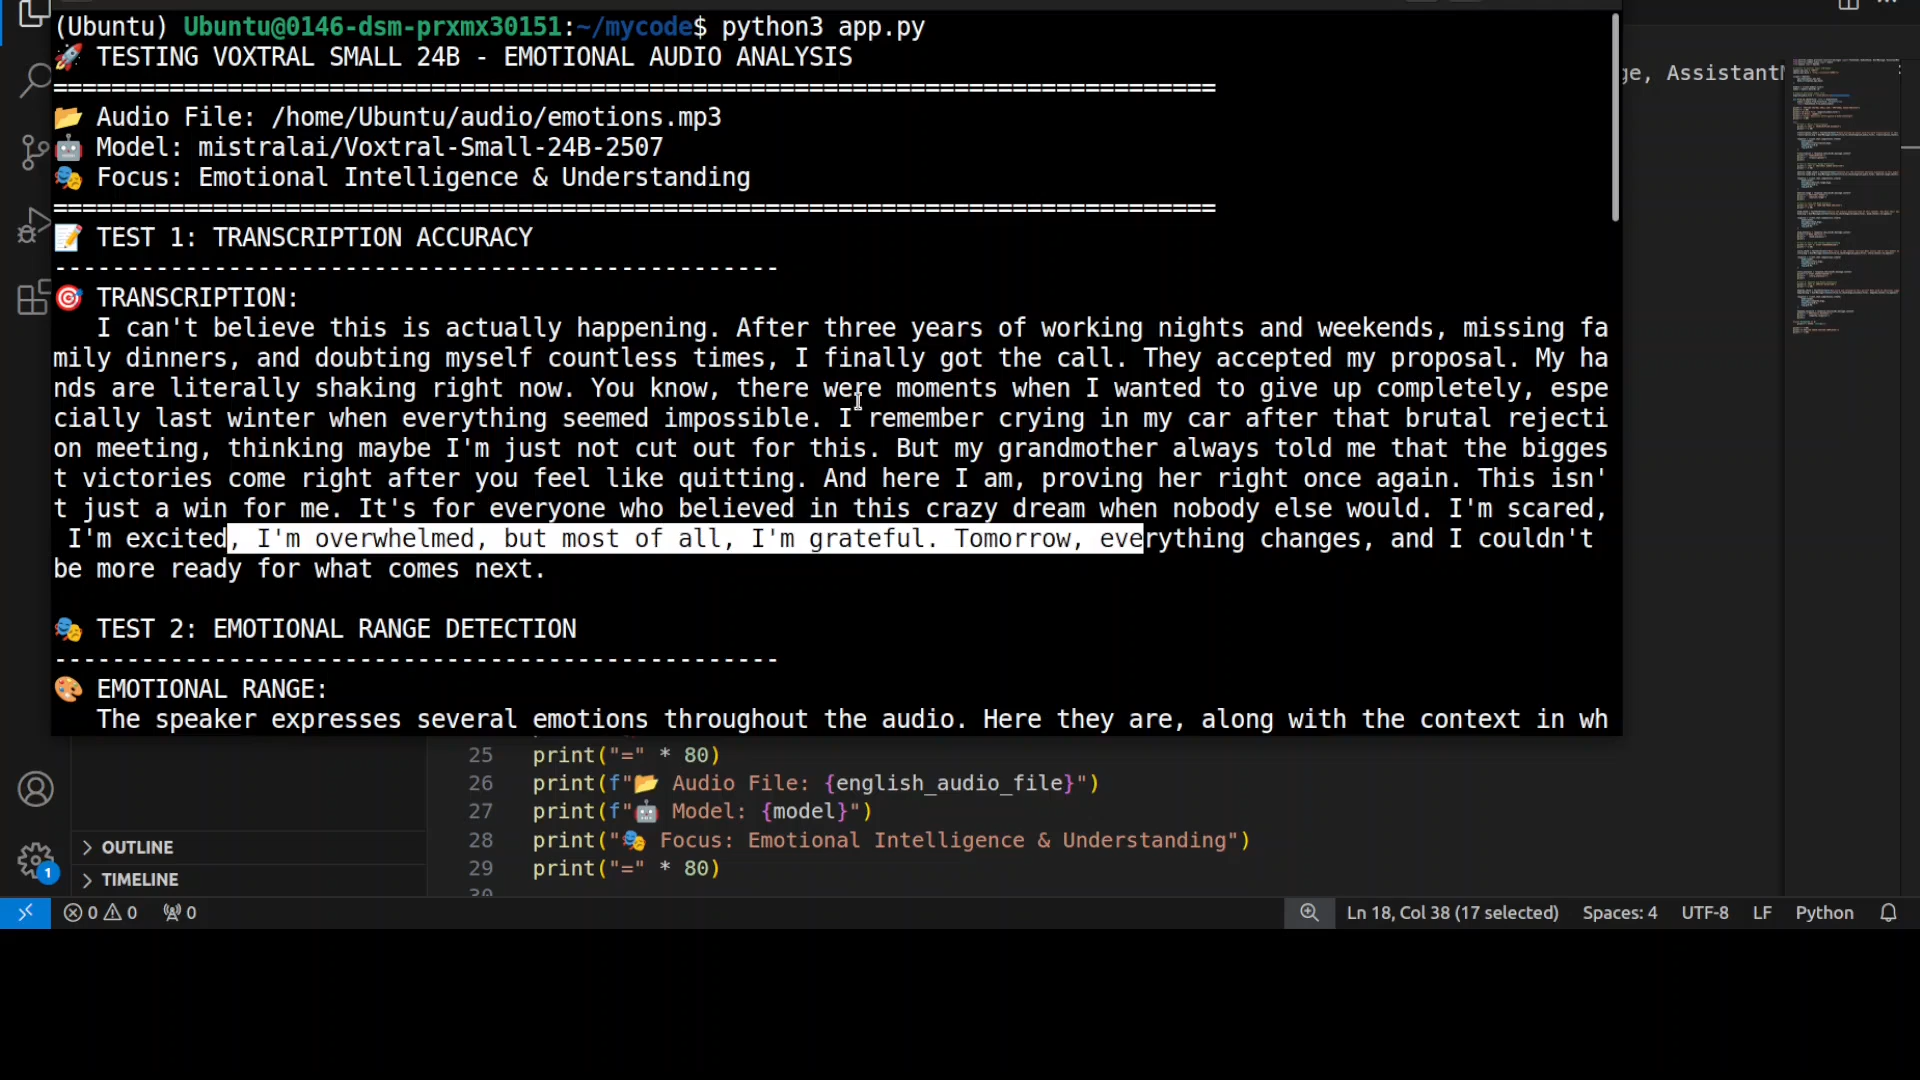 (Ubuntu) Ubuntu@0146-dsm-prxmx30151:~/mycode$ python3 app.py
🚀 TESTING VOXTRAL SMALL 24B - EMOTIONAL AUDIO ANALYSIS
================================================================================
📂 Audio File: /home/Ubuntu/audio/emotions.mp3
🤖 Model: mistralai/Voxtral-Small-24B-2507
🎭 Focus: Emotional Intelligence & Understanding
================================================================================
📝 TEST 1: TRANSCRIPTION ACCURACY
--------------------------------------------------
🎯 TRANSCRIPTION:
I can't believe this is actually happening. After three years of working nights and weekends, missing fa
mily dinners, and doubting myself countless times, I finally got the call. They accepted my proposal. My ha
nds are literally shaking right now. You know, there were moments when I wanted to give up completely, espe
cially last winter when everything seemed impossible. I remember crying in my car after that brutal rejecti
on meeting, thinking maybe I'm just not cut out for this. But my grandmother always told me that the bigges
t victories come right after you feel like quitting. And here I am, proving her right once again. This isn'
t just a win for me. It's for everyone who believed in this crazy dream when nobody else would. I'm scared,
I'm excited, I'm overwhelmed, but most of all, I'm grateful. Tomorrow, everything changes, and I couldn't
be more ready for what comes next.
🎭 TEST 2: EMOTIONAL RANGE DETECTION
--------------------------------------------------
🎨 EMOTIONAL RANGE:
The speaker expresses several emotions throughout the audio. Here they are, along with the context in wh
ge, AssistantM
25 print("=" * 80)
26 print(f"📂 Audio File: {english_audio_file}")
27 print(f"🤖 Model: {model}")
28 print("🎭 Focus: Emotional Intelligence & Understanding")
29 print("=" * 80)
30
OUTLINE
TIMELINE
1
0 0 0
Ln 18, Col 38 (17 selected) Spaces: 4 UTF-8 LF Python